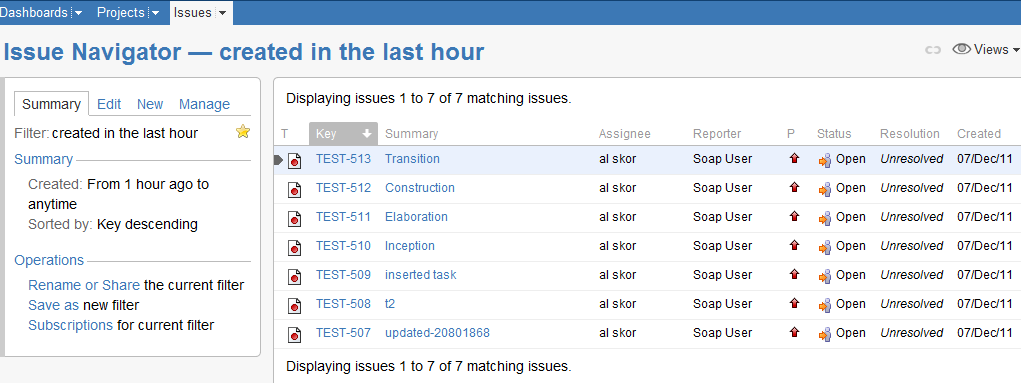 Dashboards Projects Issues
Issue Navigator — created in the last hour
Views
Summary Edit New Manage
Filter: created in the last hour
Summary
Created: From 1 hour ago to
anytime
Sorted by: Key descending
Operations
Rename or Share the current filter
Save as new filter
Subscriptions for current filter
Displaying issues 1 to 7 of 7 matching issues.
T Key Summary Assignee Reporter P Status Resolution Created
TEST-513 Transition al skor Soap User Open Unresolved 07/Dec/11
TEST-512 Construction al skor Soap User Open Unresolved 07/Dec/11
TEST-511 Elaboration al skor Soap User Open Unresolved 07/Dec/11
TEST-510 Inception al skor Soap User Open Unresolved 07/Dec/11
TEST-509 inserted task al skor Soap User Open Unresolved 07/Dec/11
TEST-508 t2 al skor Soap User Open Unresolved 07/Dec/11
TEST-507 updated-20801868 al skor Soap User Open Unresolved 07/Dec/11
Displaying issues 1 to 7 of 7 matching issues.